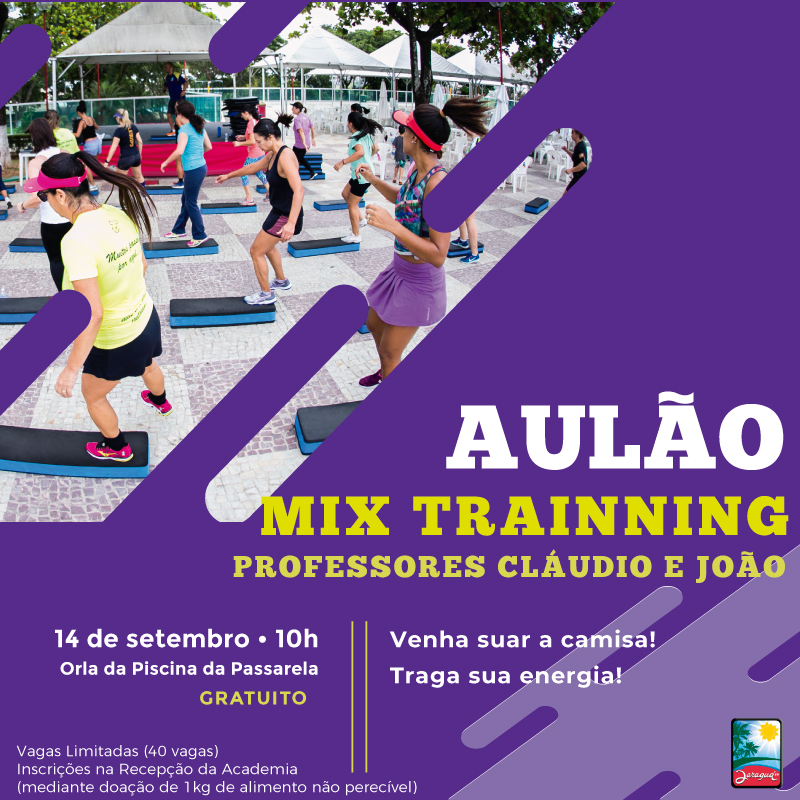 AULÃO
MIX TRAINNING
PROFESSORES CLÁUDIO E JOÃO
14 de setembro • 10h
Orla da Piscina da Passarela
GRATUITO
Venha suar a camisa!
Traga sua energia!
Vagas Limitadas (40 vagas)
Inscrições na Recepção da Academia
(mediante doação de 1kg de alimento não perecível)
Jaraguá